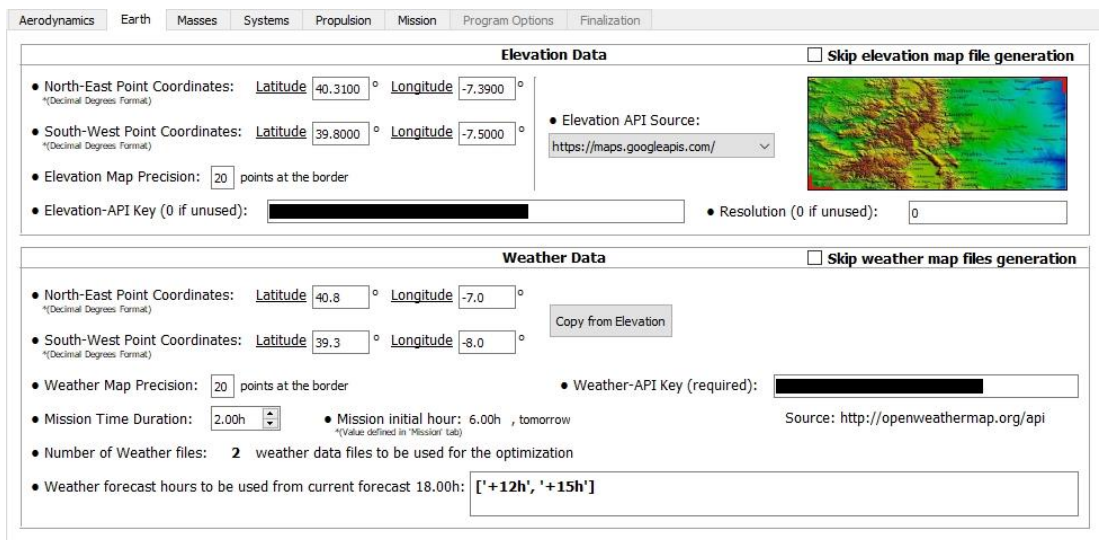 Aerodynamics Earth Masses Systems Propulsion Mission Program Options Finalization
Elevation Data
Skip elevation map file generation
● North-East Point Coordinates: Latitude 40.3100 ° Longitude -7.3900 °
*(Decimal Degrees Format)
● South-West Point Coordinates: Latitude 39.8000 ° Longitude -7.5000 °
*(Decimal Degrees Format)
● Elevation API Source:
https://maps.googleapis.com/
● Elevation Map Precision: 20 points at the border
● Elevation-API Key (0 if unused):
● Resolution (0 if unused): 0
Weather Data
Skip weather map files generation
● North-East Point Coordinates: Latitude 40.8 ° Longitude -7.0 °
*(Decimal Degrees Format)
Copy from Elevation
● South-West Point Coordinates: Latitude 39.3 ° Longitude -8.0 °
*(Decimal Degrees Format)
● Weather Map Precision: 20 points at the border
● Weather-API Key (required):
● Mission Time Duration: 2.00h
● Mission initial hour: 6.00h , tomorrow
*(Value defined in 'Mission' tab)
Source: http://openweathermap.org/api
● Number of Weather files: 2 weather data files to be used for the optimization
● Weather forecast hours to be used from current forecast 18.00h: ['+12h', '+15h']